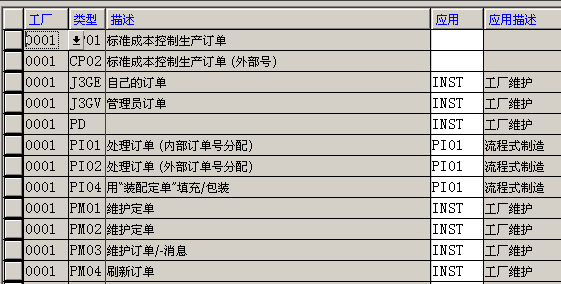 工厂 类型 描述 应用 应用描述
0001 01 标准成本控制生产订单
0001 CP02 标准成本控制生产订单 (外部号)
0001 J3GE 自己的订单 INST 工厂维护
0001 J3GV 管理员订单 INST 工厂维护
0001 PD INST 工厂维护
0001 PI01 处理订单 (内部订单号分配) PI01 流程式制造
0001 PI02 处理订单 (外部订单号分配) PI01 流程式制造
0001 PI04 用"装配定单"填充/包装 PI01 流程式制造
0001 PM01 维护定单 INST 工厂维护
0001 PM02 维护定单 INST 工厂维护
0001 PM03 维护订单/-消息 INST 工厂维护
0001 PM04 刷新订单 INST 工厂维护